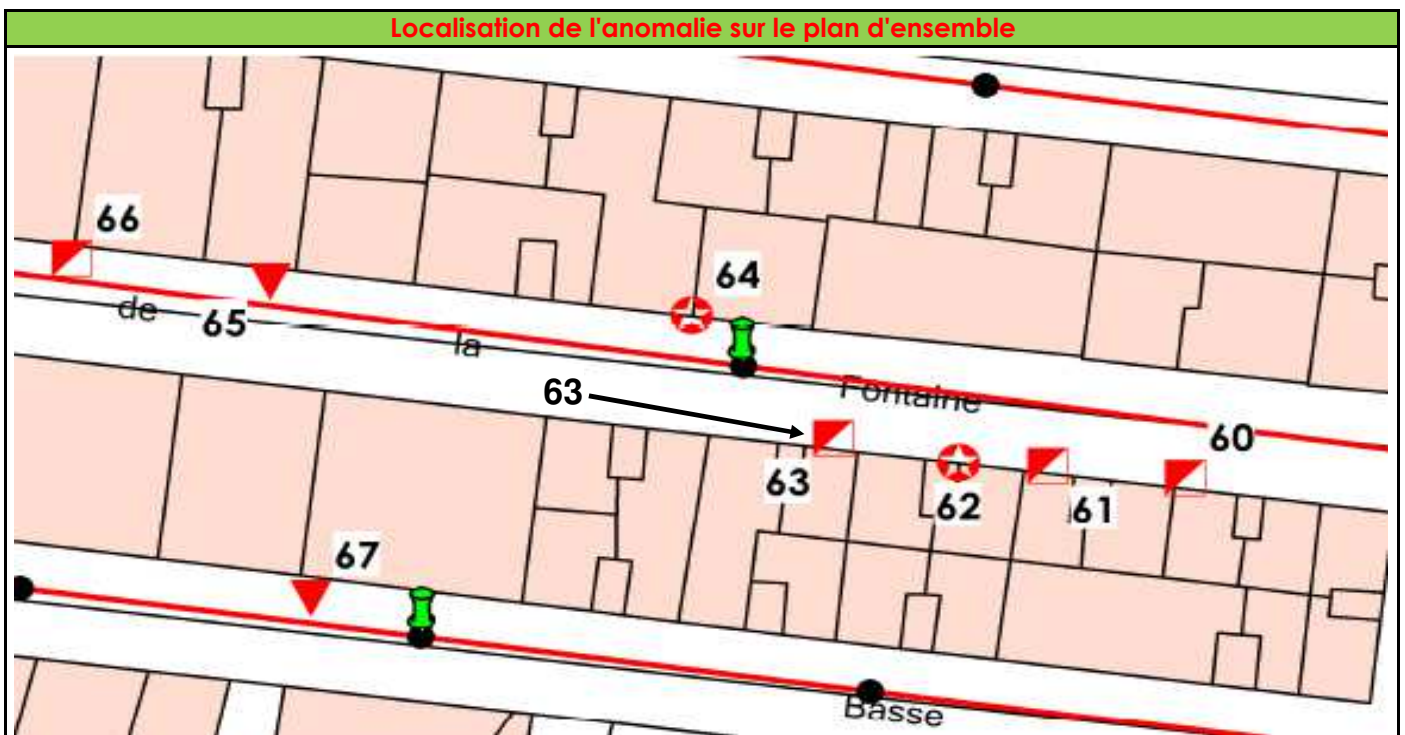 Localisation de l'anomalie sur le plan d'ensemble
66
64
de
65
la
63
Fontaine
60
63
62
61
67
Basse